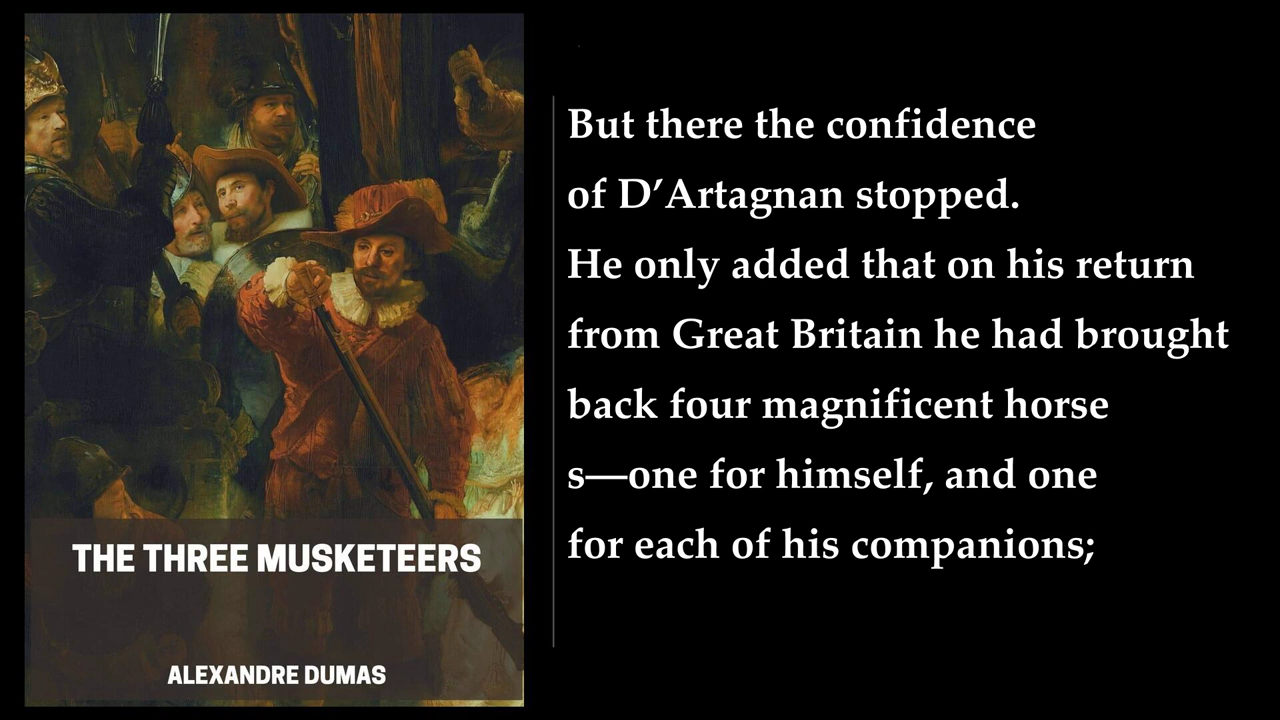 THE THREE MUSKETEERS
ALEXANDRE DUMAS
But there the confidence
of D’Artagnan stopped.
He only added that on his return
from Great Britain he had brought
back four magnificent horse
s—one for himself, and one
for each of his companions;